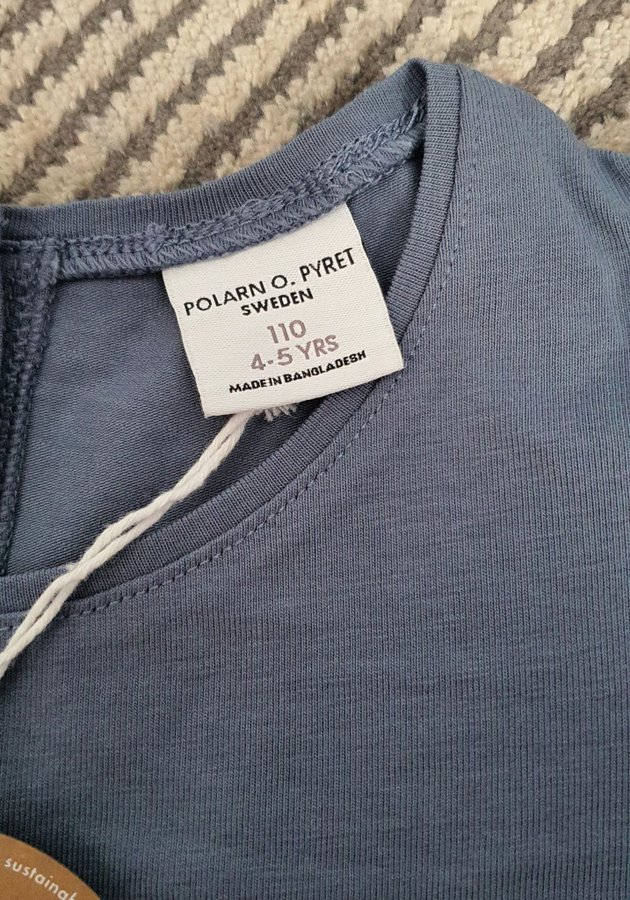 POLARN O. PYRET
SWEDEN
110
4-5 YRS
MADE IN BANGLADESH